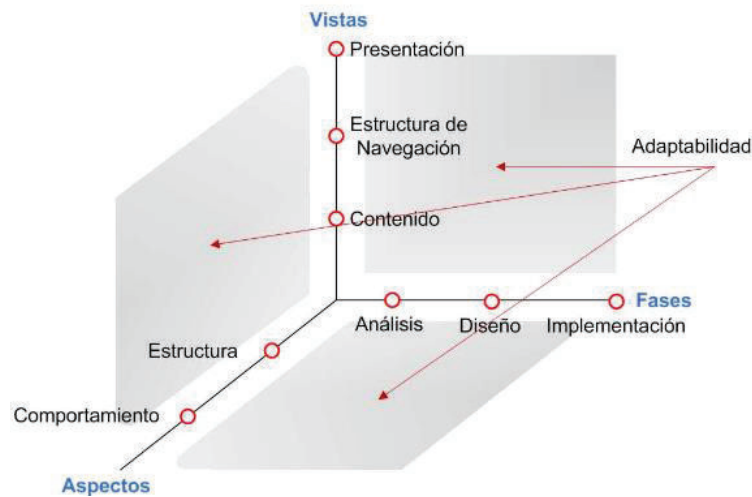 Vistas
Presentación
Estructura de
Navegación
Adaptabilidad
Contenido
Fases
Análisis
Diseño
Implementación
Estructura
Comportamiento
Aspectos